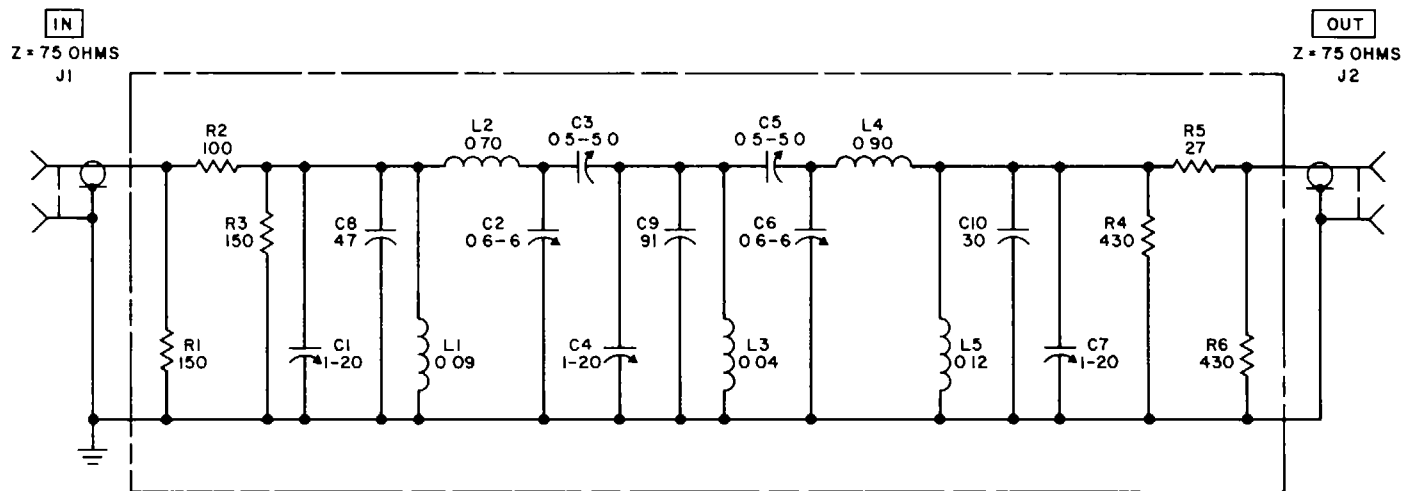 IN
Z = 75 OHMS
J1
OUT
Z = 75 OHMS
J2
R2
100
L2
0.70
C3
0.5-5.0
C5
0.5-5.0
L4
0.90
R5
27
R3
150
C8
47
C2
0.6-6
C9
91
C6
0.6-6
C10
30
R4
430
R1
150
C1
1-20
L1
0.09
C4
1-20
L3
0.04
L5
0.12
C7
1-20
R6
430